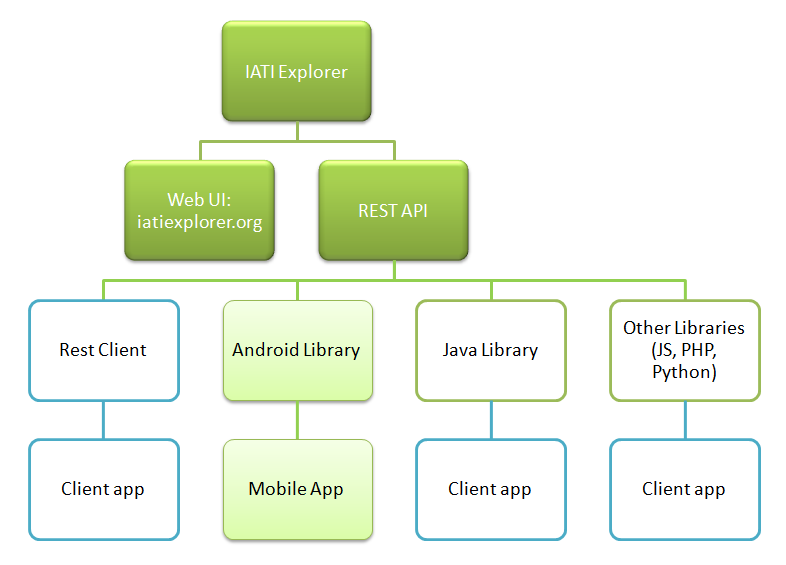 IATI Explorer
Web UI:
iatiexplorer.org
REST API
Rest Client
Android Library
Java Library
Other Libraries
(JS, PHP,
Python)
Client app
Mobile App
Client app
Client app